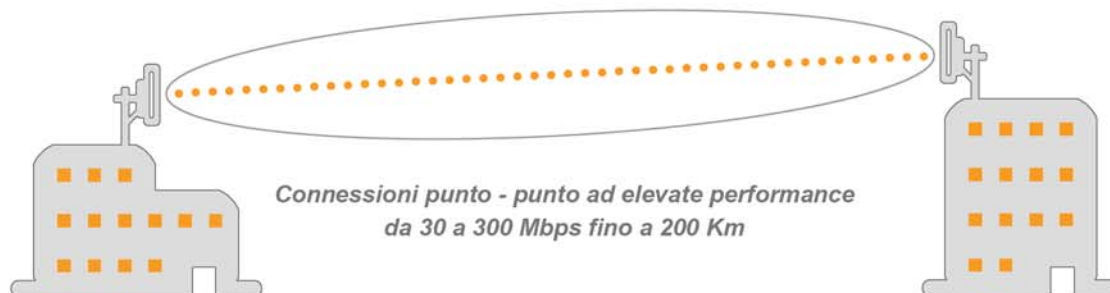 Connessioni punto - punto ad elevate performance
da 30 a 300 Mbps fino a 200 Km